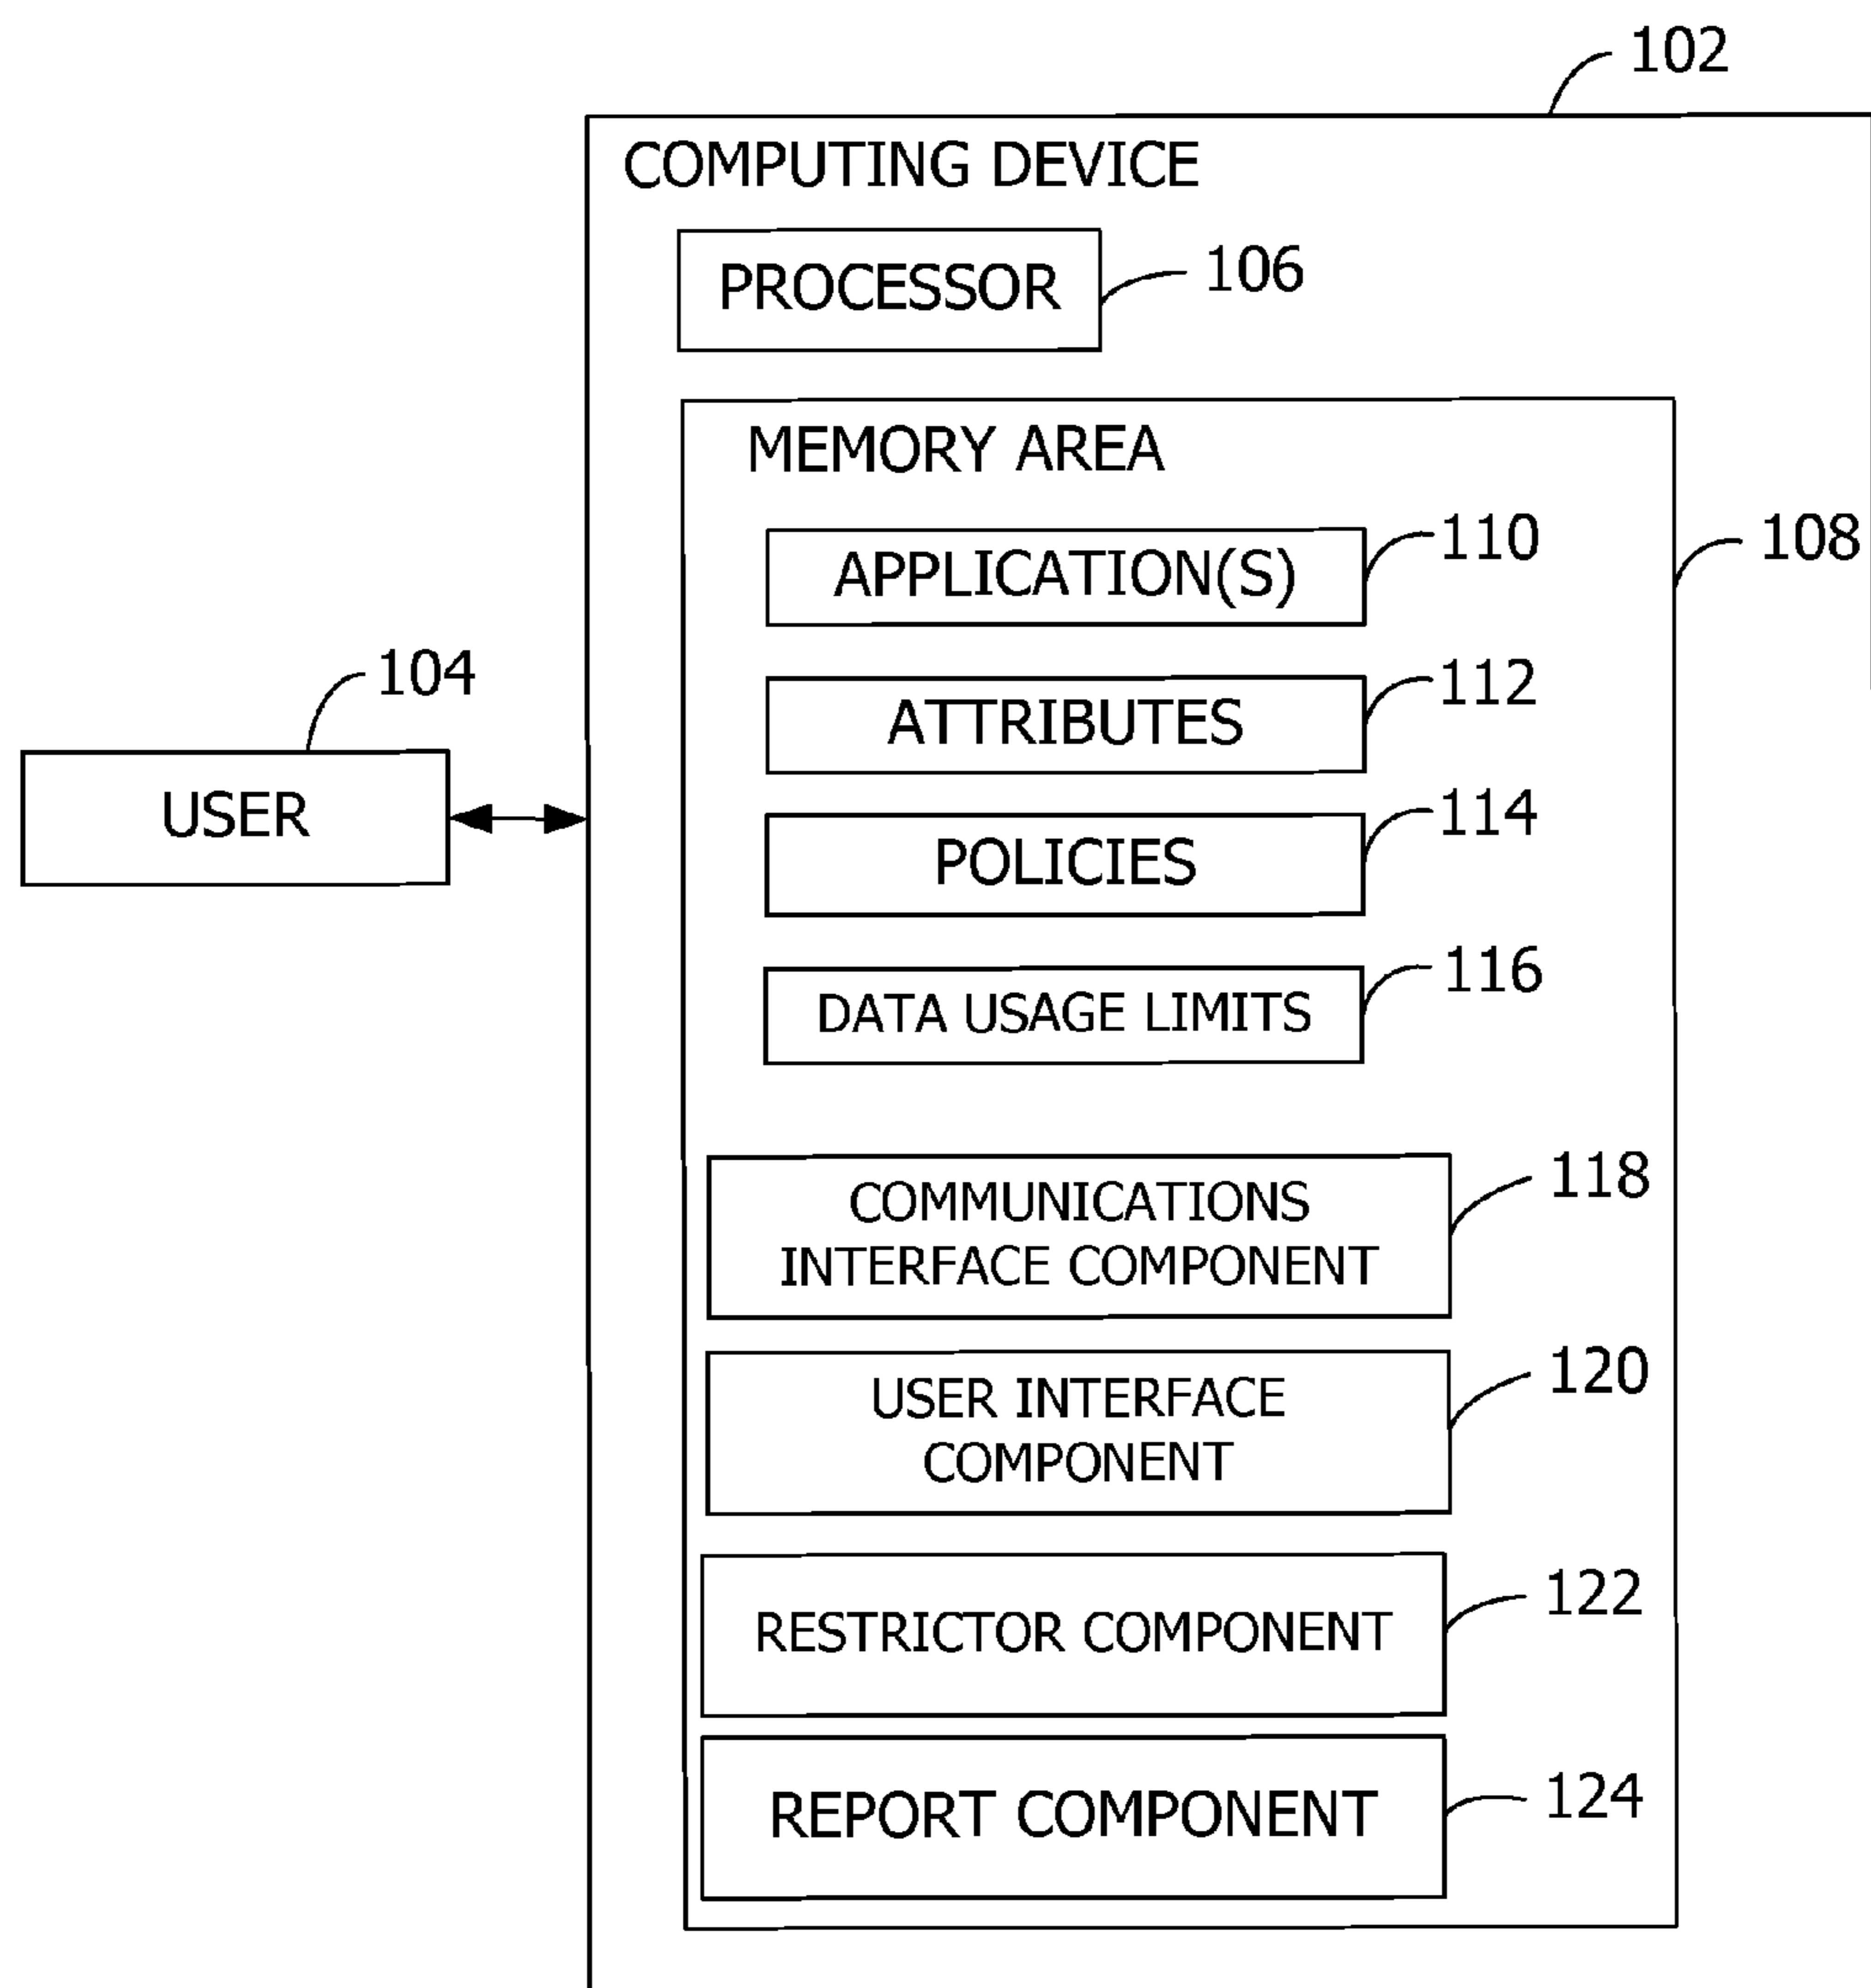 102
COMPUTING DEVICE
PROCESSOR
106
MEMORY AREA
APPLICATION(S)
110
108
ATTRIBUTES
112
104
USER
POLICIES
114
DATA USAGE LIMITS
116
COMMUNICATIONS
INTERFACE COMPONENT
118
USER INTERFACE
COMPONENT
120
RESTRICTOR COMPONENT
122
REPORT COMPONENT
124